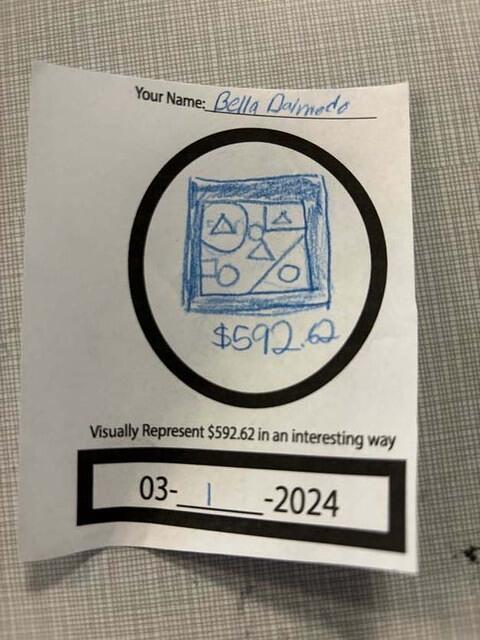 Your Name: Bella Dalmedo
$592.62
Visually Represent $592.62 in an interesting way
03-1-2024